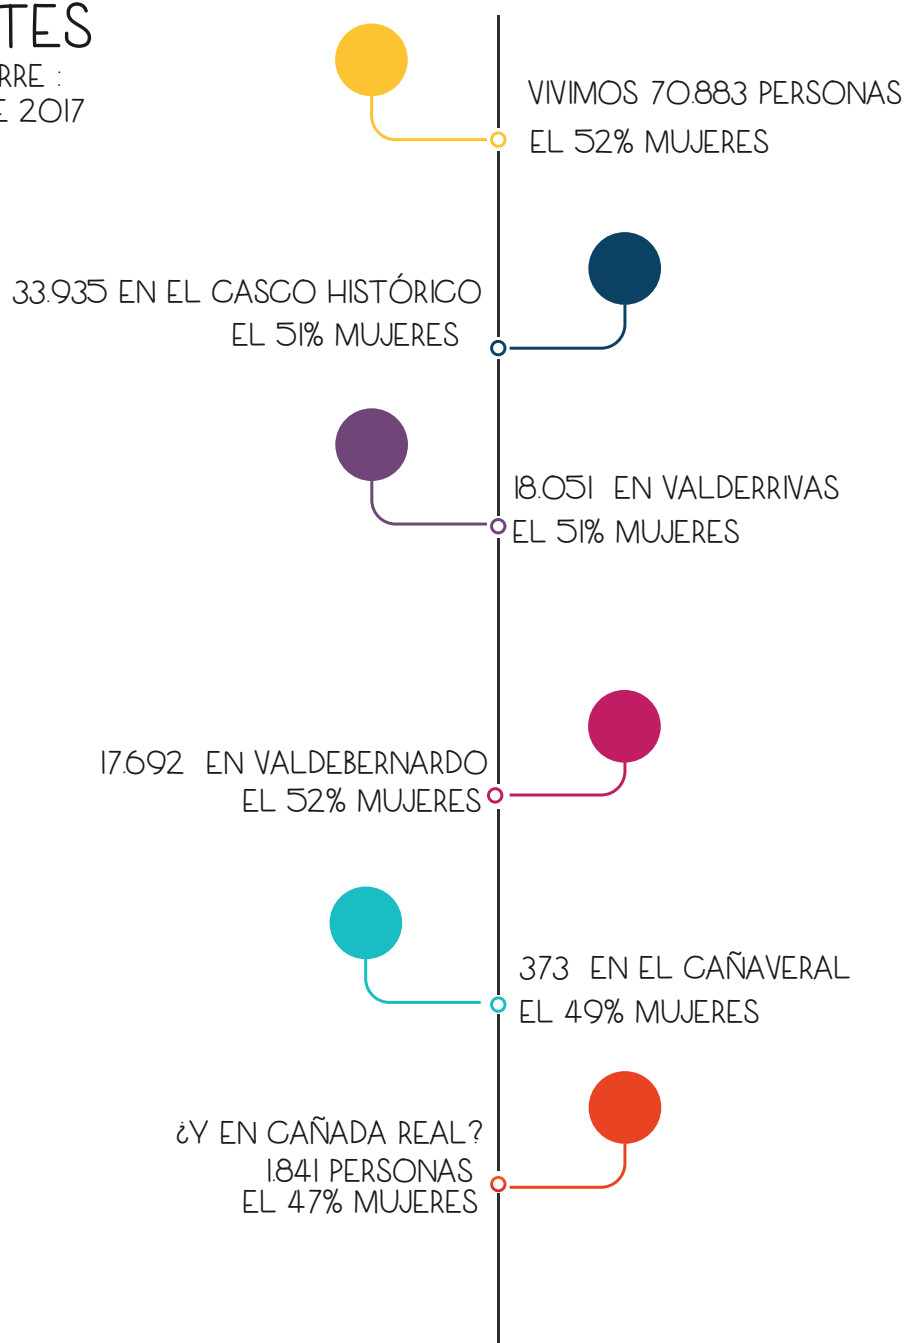 TES
RRE :
E 2017
VIVIMOS 70.883 PERSONAS
EL 52% MUJERES
33.935 EN EL CASCO HISTÓRICO
EL 51% MUJERES
18.051 EN VALDERRIVAS
EL 51% MUJERES
17.692 EN VALDEBERNARDO
EL 52% MUJERES
373 EN EL CAÑAVERAL
EL 49% MUJERES
¿Y EN CAÑADA REAL?
1.841 PERSONAS
EL 47% MUJERES